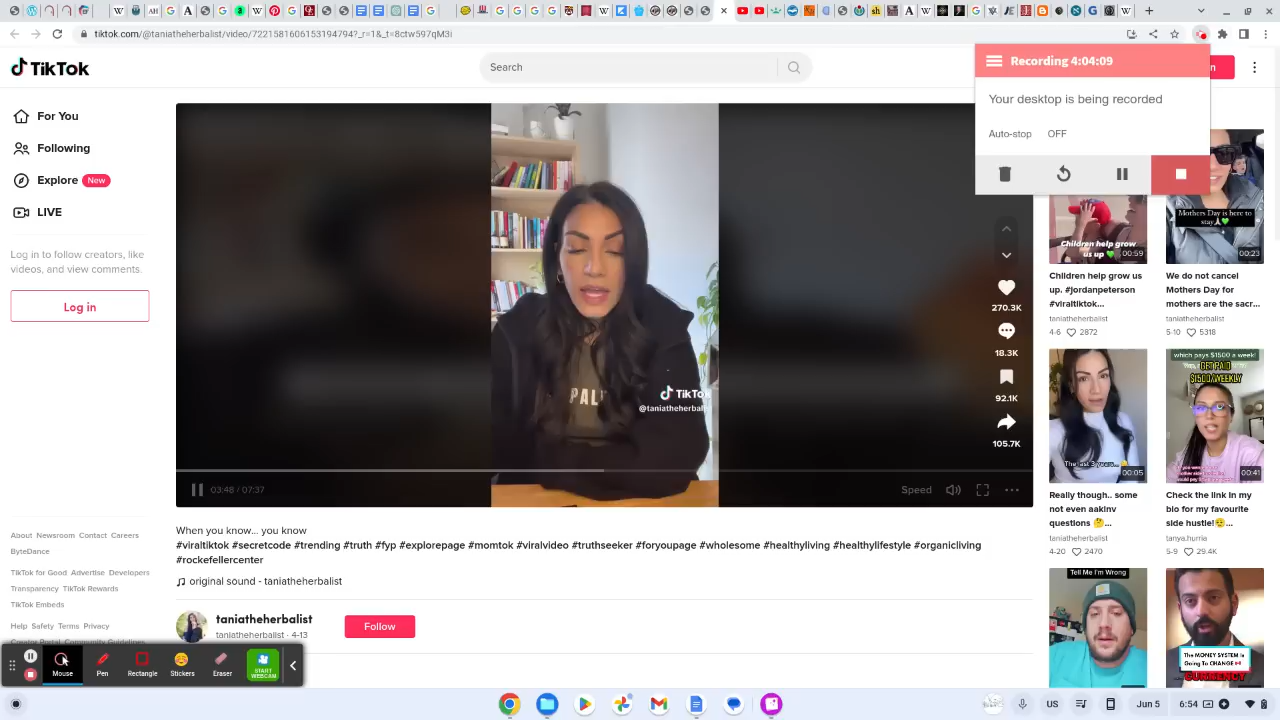 tiktok.com/@taniatheherbalist/video/7221581606153194794?_r=1&_t=8ctw597qM3i
TikTok
Search
Recording 4:04:09
Your desktop is being recorded
Auto-stop OFF
For You
Following
Explore New
LIVE
Log in to follow creators, like
videos, and view comments.
Log in
About Newsroom Contact Careers
ByteDance
TikTok for Good Advertise Developers
Transparency TikTok Rewards
TikTok Embeds
Help Safety Terms Privacy
Creator Portal Community Guidelines
PAL
TikTok
@taniatheherbalist
270.3K
18.3K
92.1K
105.7K
03:48 / 07:37
Speed
When you know... you know
#viraltiktok #secretcode #trending #truth #fyp #explorepage #momtok #viralvideo #truthseeker #foryoupage #wholesome #healthyliving #healthylifestyle #organicliving
#rockefellercenter
original sound - taniatheherbalist
taniatheherbalist
taniatheherbalist · 4-13
Follow
Children help grow
us up 00:59
Children help grow us
up. #jordanpeterson
#viraltiktok...
taniatheherbalist
4-6 2872
Mothers Day is here to
stay
00:23
We do not cancel
Mothers Day for
mothers are the sacr...
taniatheherbalist
5-10 5318
The last 3 years...
00:05
Really though.. some
not even asking
questions 🤔...
taniatheherbalist
4-20 2470
which pays $1500 a week!
GET PAID
$1500/WEEKLY
00:41
Check the link in my
bio for my favourite
side hustle!...
tanya.hurria
5-9 29.4K
Tell Me I'm Wrong
The MONEY SYSTEM is
Going To CHANGE
CURRENCY
Mouse
Pen
Rectangle
Stickers
Eraser
START
WEBCAM
US
Jun 5
6:54